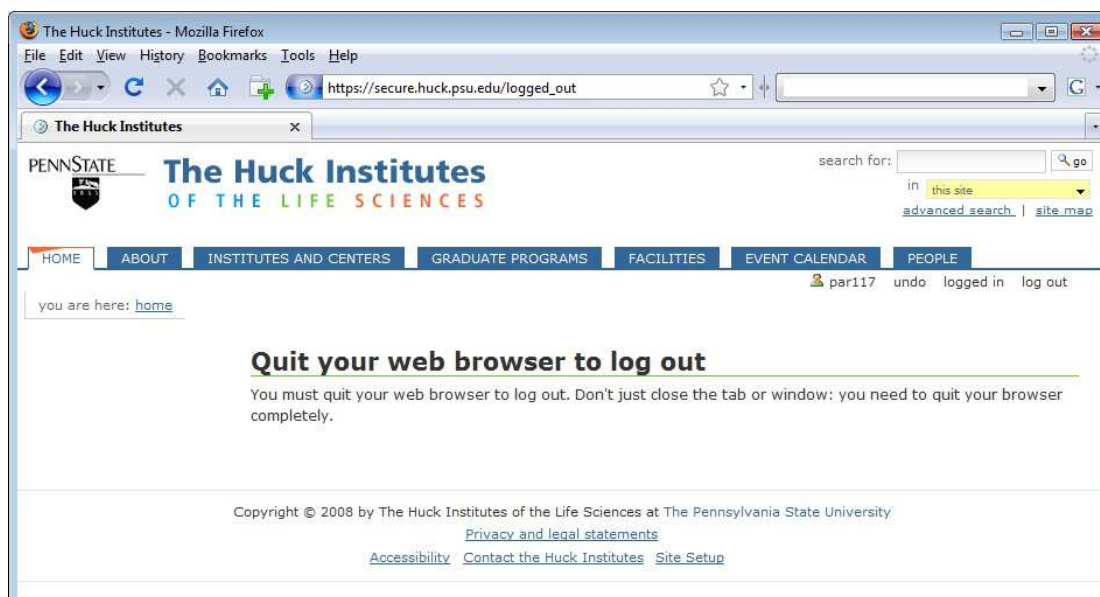 The Huck Institutes - Mozilla Firefox
File Edit View History Bookmarks Tools Help
https://secure.huck.psu.edu/logged_out
G
The Huck Institutes x
PENNSTATE
1855
The Huck Institutes
OF THE LIFE SCIENCES
search for: go
in this site
advanced search | site map
HOME ABOUT INSTITUTES AND CENTERS GRADUATE PROGRAMS FACILITIES EVENT CALENDAR PEOPLE
par117 undo logged in log out
you are here: home
Quit your web browser to log out
You must quit your web browser to log out. Don't just close the tab or window: you need to quit your browser
completely.
Copyright © 2008 by The Huck Institutes of the Life Sciences at The Pennsylvania State University
Privacy and legal statements
Accessibility Contact the Huck Institutes Site Setup